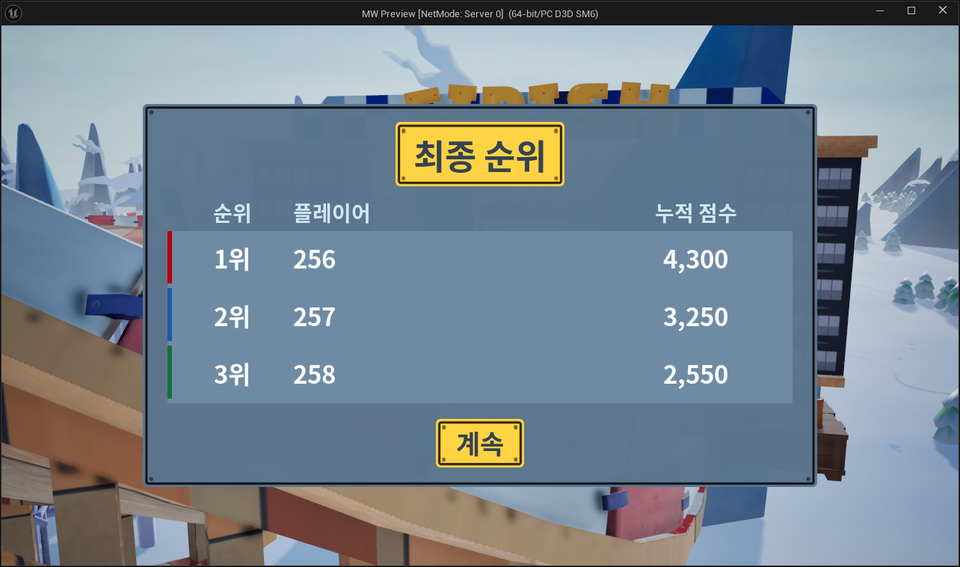 MW Preview [NetMode: Server 0] (64-bit/PC D3D SM6)
최종 순위
순위 플레이어 누적 점수
1위 256 4,300
2위 257 3,250
3위 258 2,550
계속